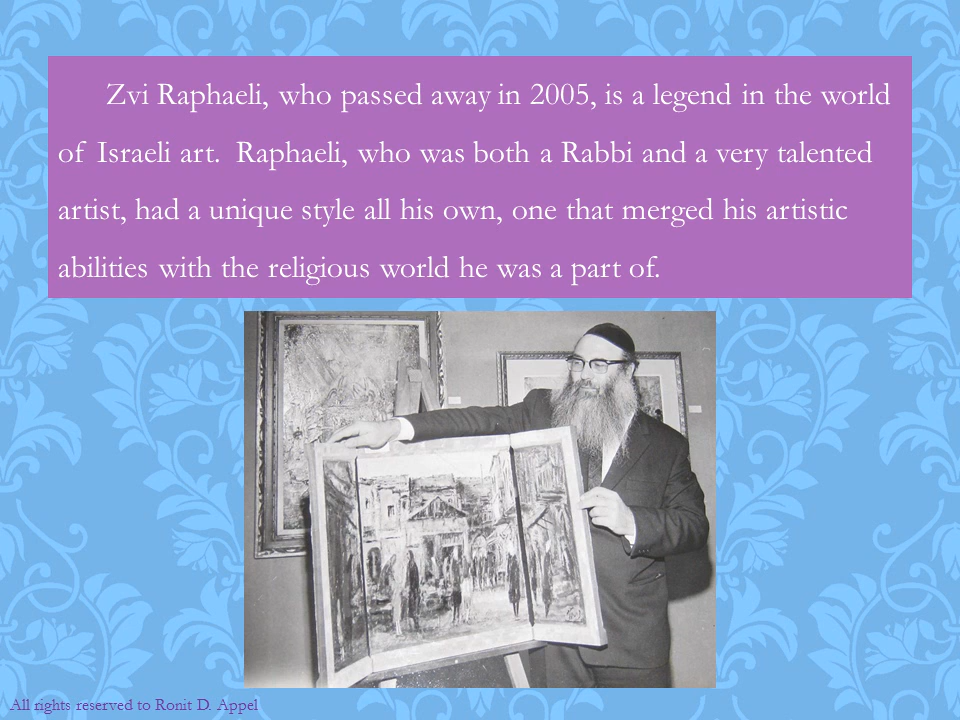 Zvi Raphaeli, who passed away in 2005, is a legend in the world
of Israeli art. Raphaeli, who was both a Rabbi and a very talented
artist, had a unique style all his own, one that merged his artistic
abilities with the religious world he was a part of.
All rights reserved to Ronit D. Appel